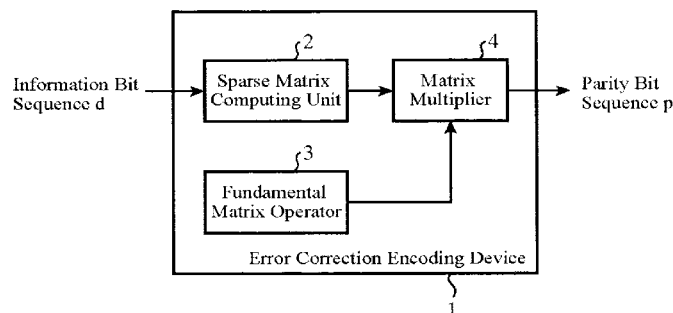 2
4
Information Bit
Sequence d
Sparse Matrix
Computing Unit
Matrix
Multiplier
Parity Bit
Sequence p
3
Fundamental
Matrix Operator
Error Correction Encoding Device
1